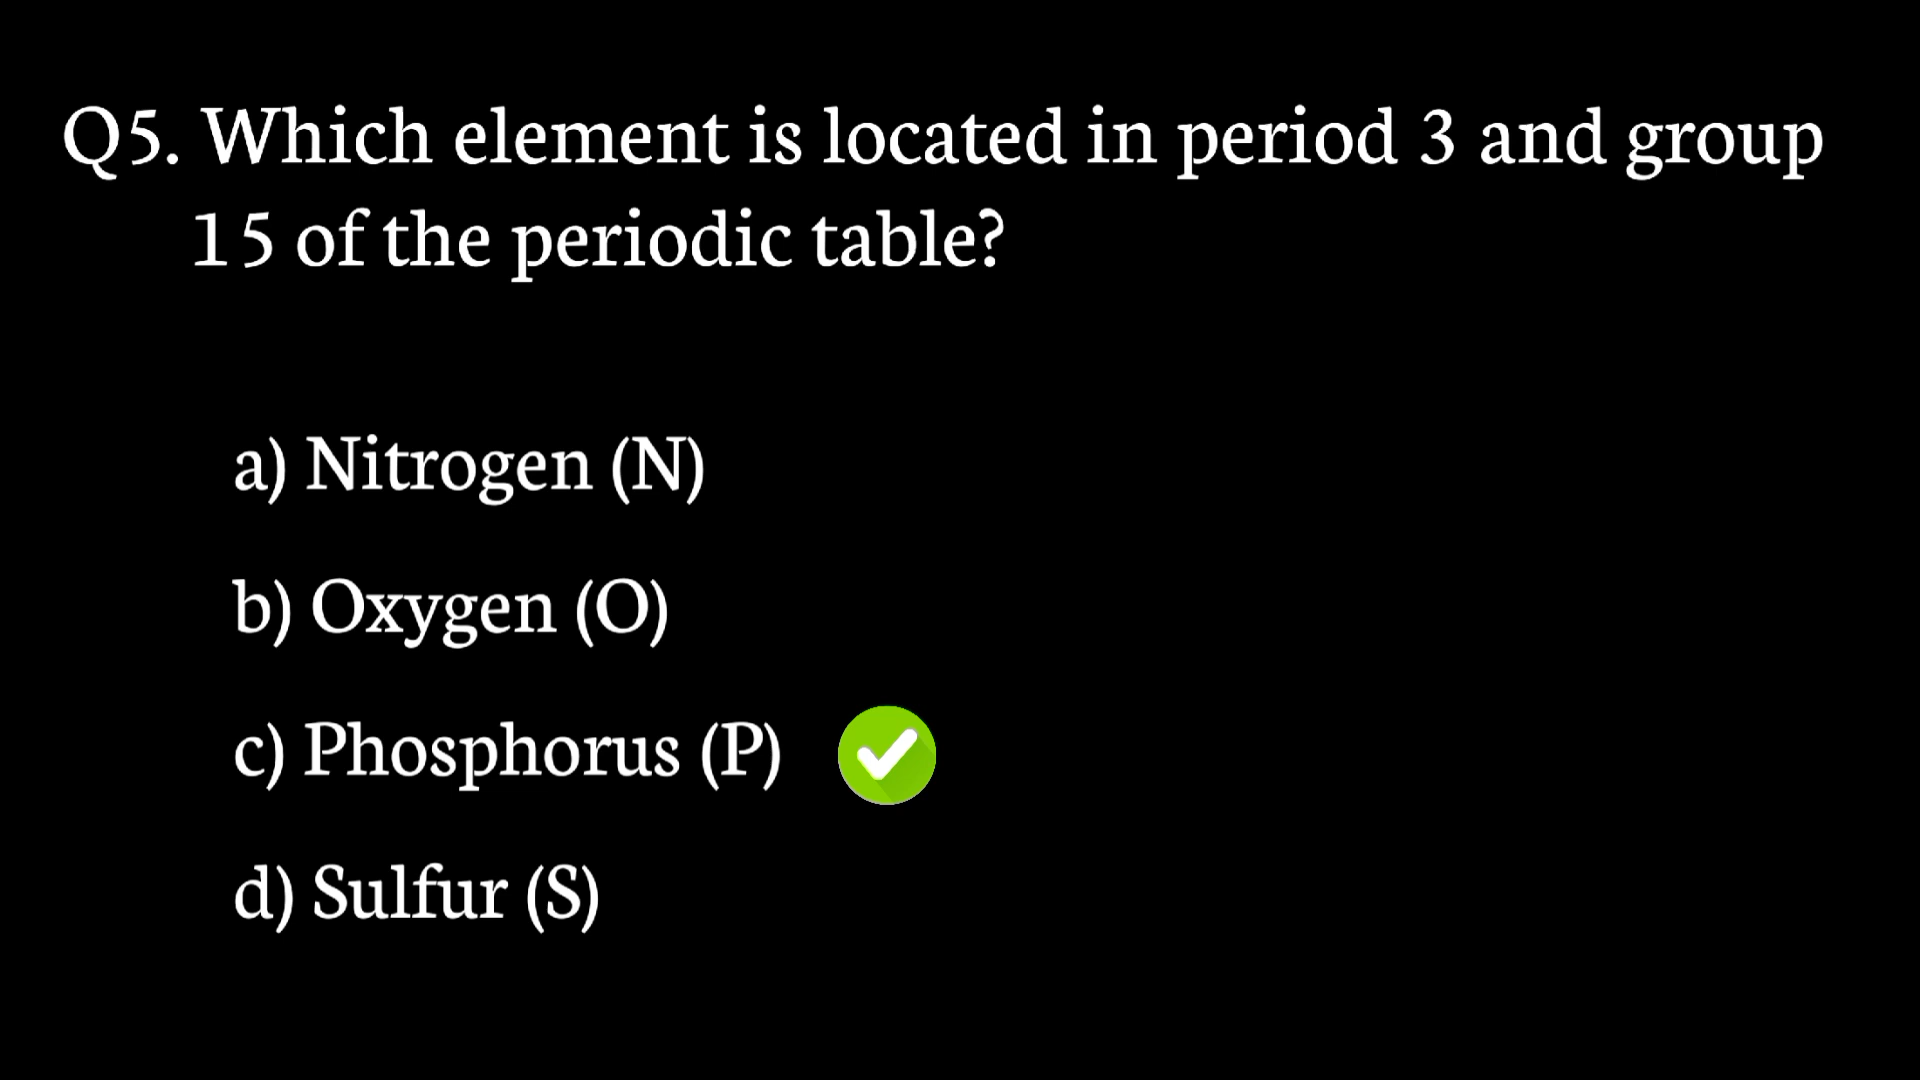 Q5. Which element is located in period 3 and group
15 of the periodic table?
a) Nitrogen (N)
b) Oxygen (O)
c) Phosphorus (P)
d) Sulfur (S)